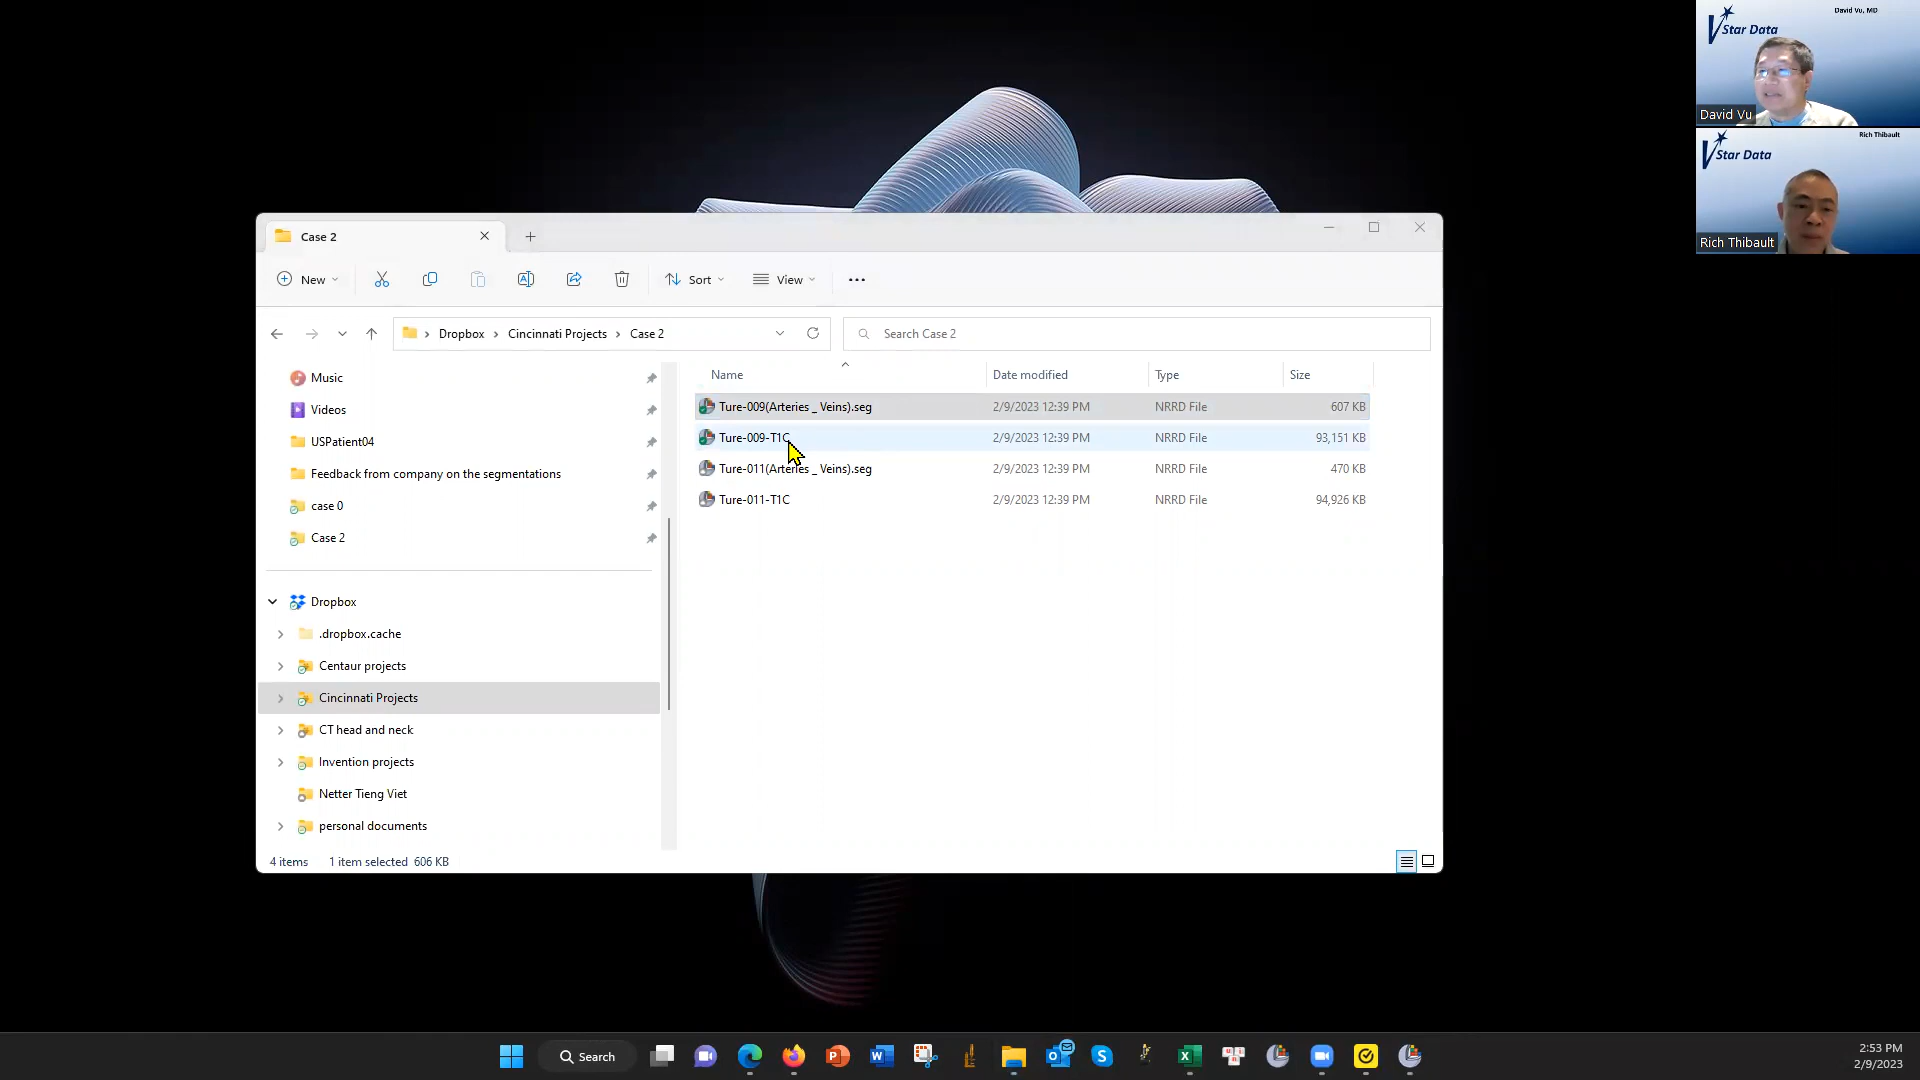 David Vu, MD
Star Data
David Vu
Rich Thibault
Star Data
Rich Thibault
Case 2
New
Sort
View
Dropbox > Cincinnati Projects > Case 2
Search Case 2
Music
Videos
USPatient04
Feedback from company on the segmentations
case 0
Case 2
Dropbox
.dropbox.cache
Centaur projects
Cincinnati Projects
CT head and neck
Invention projects
Netter Tieng Viet
personal documents
Name Date modified Type Size
Ture-009(Arteries _ Veins).seg 2/9/2023 12:39 PM NRRD File 607 KB
Ture-009-T1C 2/9/2023 12:39 PM NRRD File 93,151 KB
Ture-011(Arteries _ Veins).seg 2/9/2023 12:39 PM NRRD File 470 KB
Ture-011-T1C 2/9/2023 12:39 PM NRRD File 94,926 KB
4 items 1 item selected 606 KB
Search
2:53 PM
2/9/2023